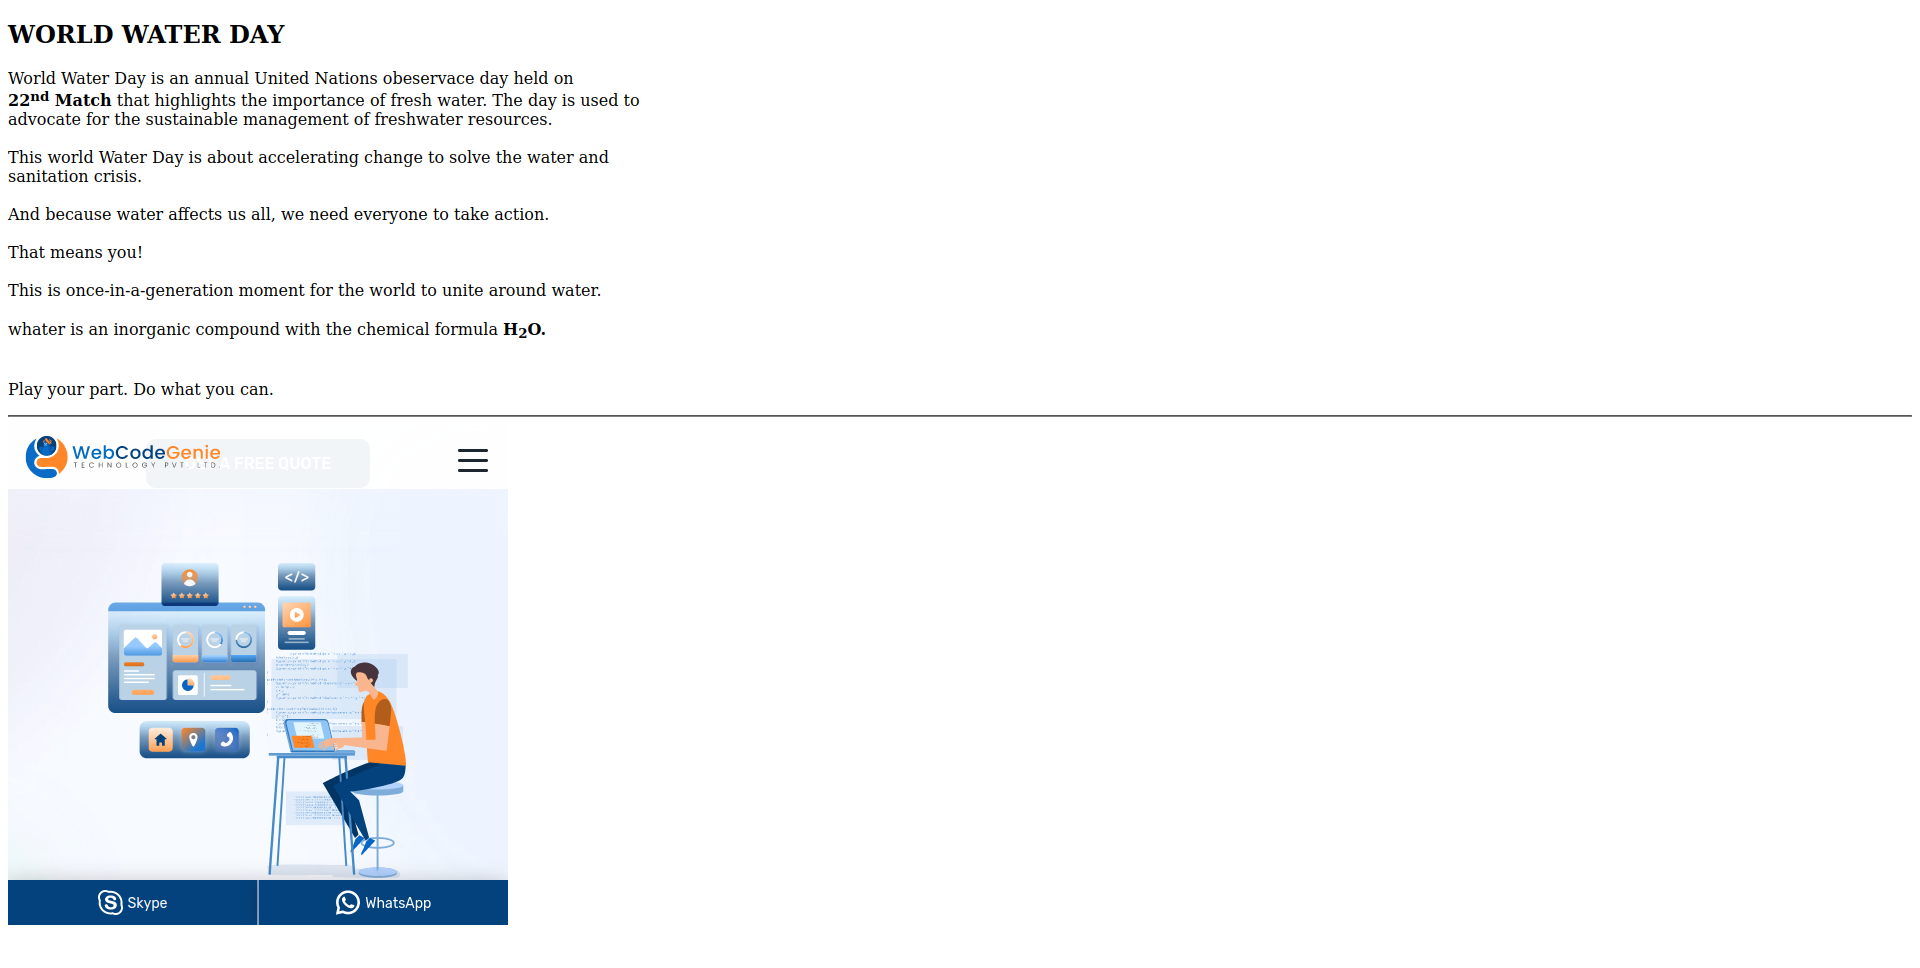 WORLD WATER DAY
World Water Day is an annual United Nations obeservace day held on
22nd Match that highlights the importance of fresh water. The day is used to
advocate for the sustainable management of freshwater resources.
This world Water Day is about accelerating change to solve the water and
sanitation crisis.
And because water affects us all, we need everyone to take action.
That means you!
This is once-in-a-generation moment for the world to unite around water.
whater is an inorganic compound with the chemical formula H2O.
Play your part. Do what you can.
WebCodeGenie
TECHNOLOGY PVT. LTD.
A FREE QUOTE
</>
Skype
WhatsApp